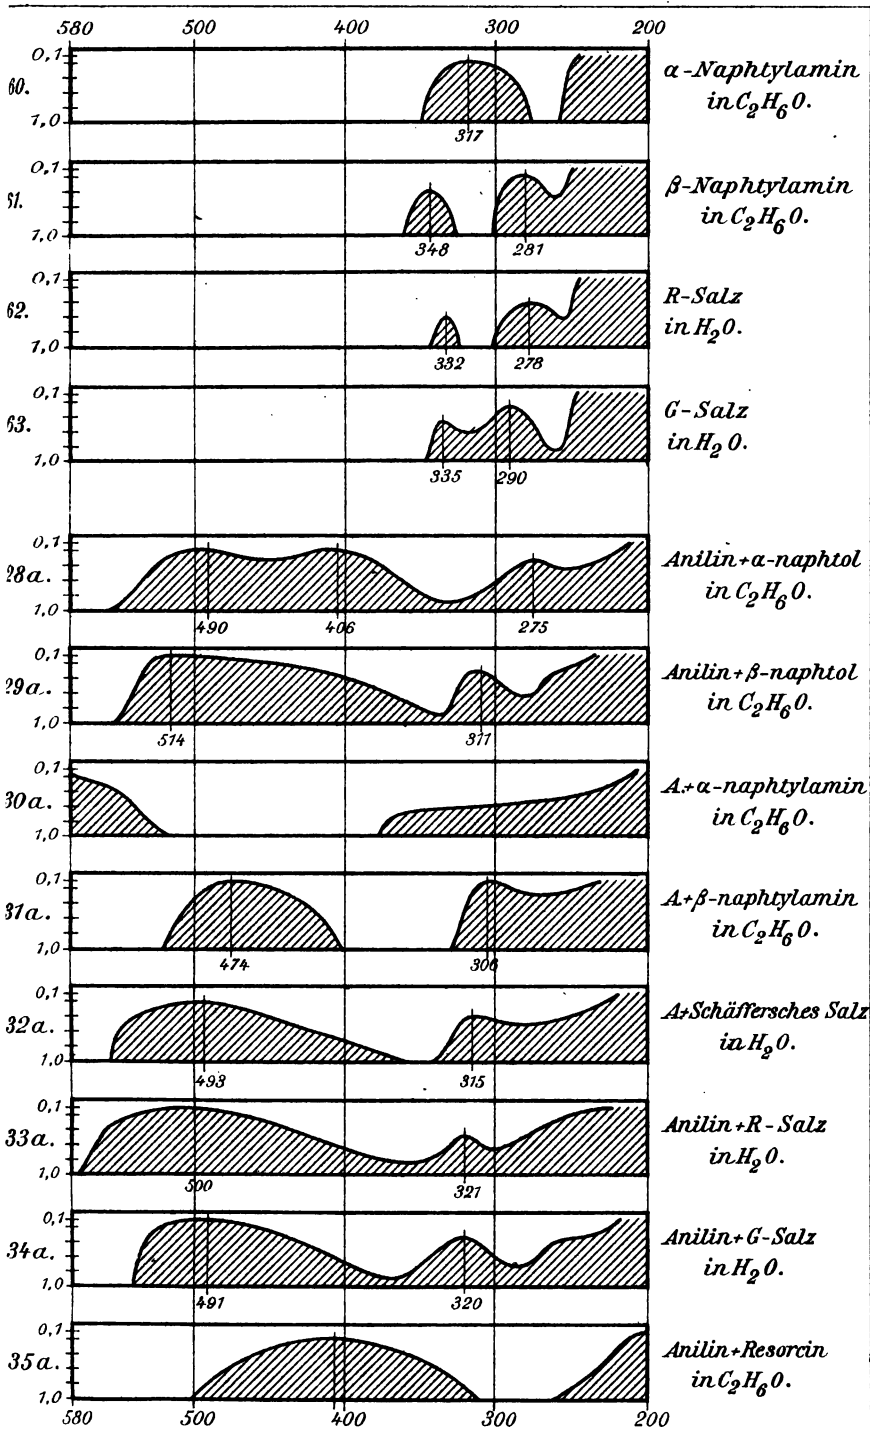 580 500 400 300 200
0,1
60.
1,0
317
α-Naphtylamin
in C₂H₆O.
0,1
61.
1,0
348 281
β-Naphtylamin
in C₂H₆O.
0,1
62.
1,0
332 278
R-Salz
in H₂O.
0,1
63.
1,0
335 290
G-Salz
in H₂O.
0,1
28a.
1,0
490 406 275
Anilin+α-naphtol
in C₂H₆O.
0,1
29a.
1,0
514 311
Anilin+β-naphtol
in C₂H₆O.
0,1
30a.
1,0
A.+α-naphtylamin
in C₂H₆O.
0,1
31a.
1,0
474 306
A+β-naphtylamin
in C₂H₆O.
0,1
32a.
1,0
493 315
A+Schäffersches Salz
in H₂O.
0,1
33a.
1,0
500 321
Anilin+R-Salz
in H₂O.
0,1
34a.
1,0
491 320
Anilin+G-Salz
in H₂O.
0,1
35a.
1,0
Anilin+Resorcin
in C₂H₆O.
580 500 400 300 200